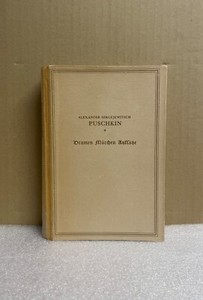 ALEXANDER SERGEJEWITSCH
PUSCHKIN
Dramen Märchen Aufsätze